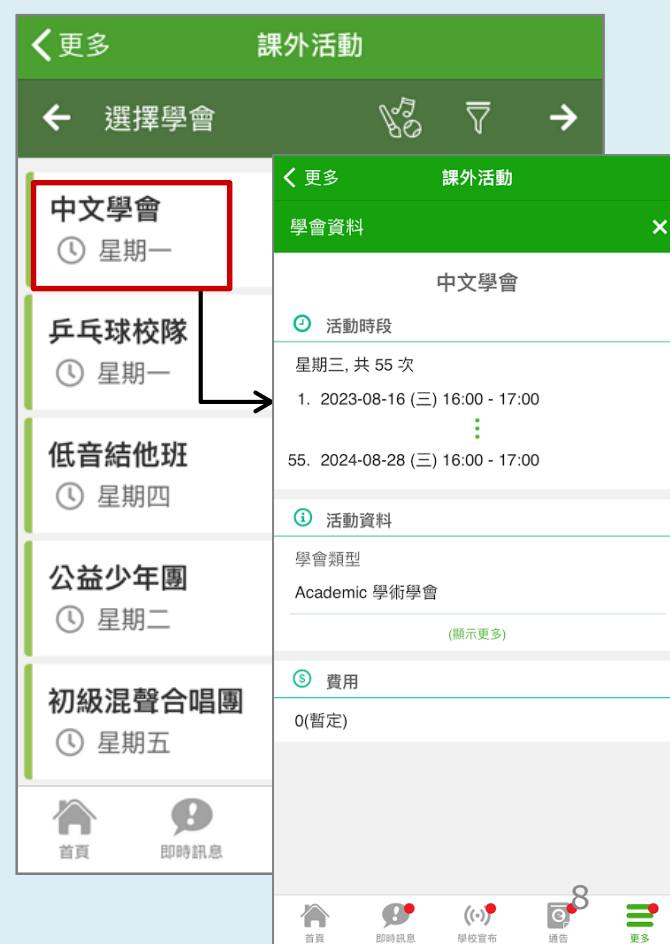 更多
課外活動
選擇學會
中文學會
星期一
乒乓球校隊
星期一
低音結他班
星期四
公益少年團
星期二
初級混聲合唱團
星期五
首頁
即時訊息
更多
課外活動
學會資料
中文學會
活動時段
星期三, 共 55 次
1. 2023-08-16 (三) 16:00 - 17:00
55. 2024-08-28 (三) 16:00 - 17:00
活動資料
學會類型
Academic 學術學會
(顯示更多)
費用
0(暫定)
首頁
即時訊息
學校宣布
通告
更多
8